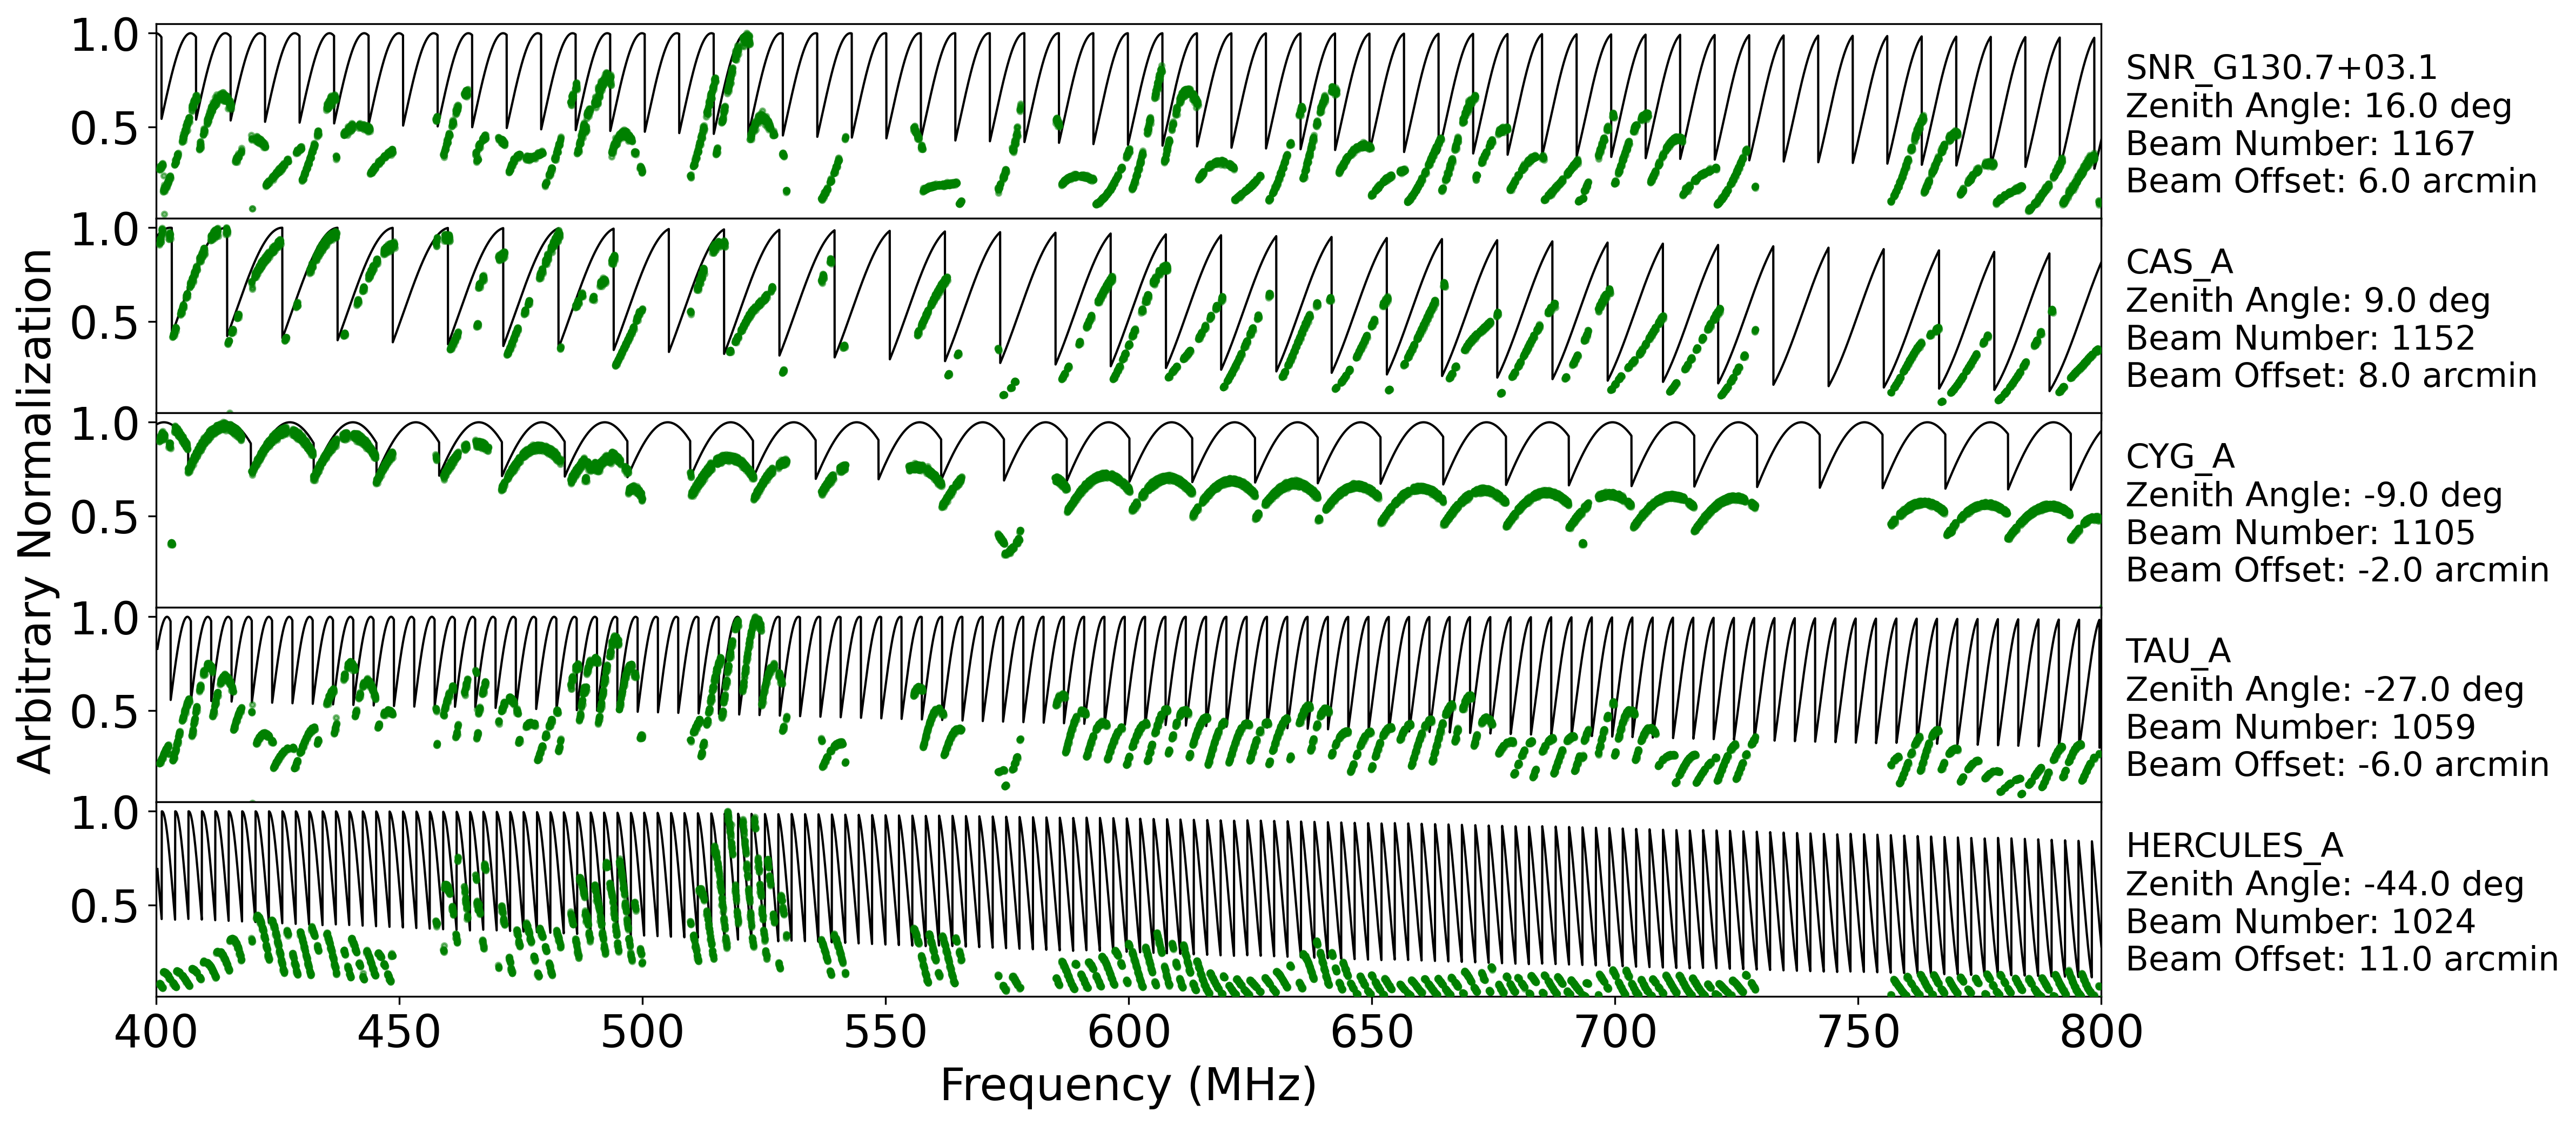 Arbitrary Normalization
1.0
0.5
SNR_G130.7+03.1
Zenith Angle: 16.0 deg
Beam Number: 1167
Beam Offset: 6.0 arcmin
1.0
0.5
CAS_A
Zenith Angle: 9.0 deg
Beam Number: 1152
Beam Offset: 8.0 arcmin
1.0
0.5
CYG_A
Zenith Angle: -9.0 deg
Beam Number: 1105
Beam Offset: -2.0 arcmin
1.0
0.5
TAU_A
Zenith Angle: -27.0 deg
Beam Number: 1059
Beam Offset: -6.0 arcmin
1.0
0.5
HERCULES_A
Zenith Angle: -44.0 deg
Beam Number: 1024
Beam Offset: 11.0 arcmin
400 450 500 550 600 650 700 750 800
Frequency (MHz)